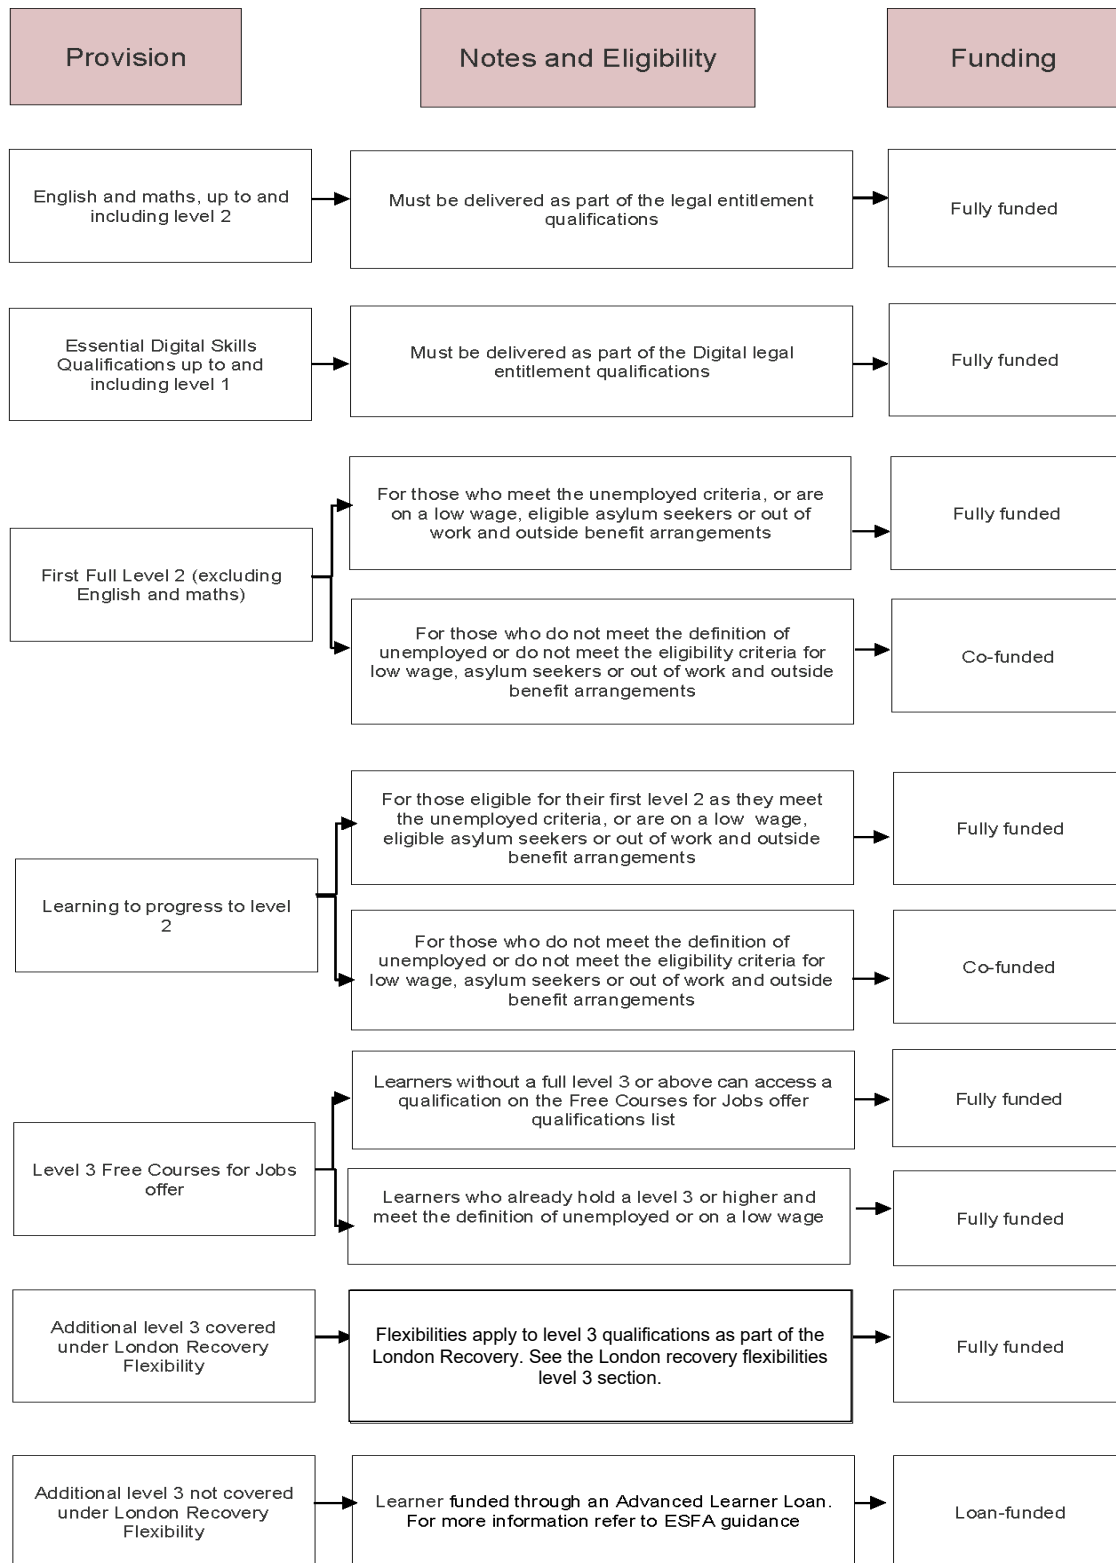 Provision
Notes and Eligibility
Funding
English and maths, up to and
including level 2
Must be delivered as part of the legal entitlement
qualifications
Fully funded
Essential Digital Skills
Qualifications up to and
including level 1
Must be delivered as part of the Digital legal
entitlement qualifications
Fully funded
First Full Level 2 (excluding
English and maths)
For those who meet the unemployed criteria, or are
on a low wage, eligible asylum seekers or out of
work and outside benefit arrangements
Fully funded
For those who do not meet the definition of
unemployed or do not meet the eligibility criteria for
low wage, asylum seekers or out of work and outside
benefit arrangements
Co-funded
Learning to progress to level
2
For those eligible for their first level 2 as they meet
the unemployed criteria, or are on a low wage,
eligible asylum seekers or out of work and outside
benefit arrangements
Fully funded
For those who do not meet the definition of
unemployed or do not meet the eligibility criteria for
low wage, asylum seekers or out of work and outside
benefit arrangements
Co-funded
Level 3 Free Courses for Jobs
offer
Learners without a full level 3 or above can access a
qualification on the Free Courses for Jobs offer
qualifications list
Fully funded
Learners who already hold a level 3 or higher and
meet the definition of unemployed or on a low wage
Fully funded
Additional level 3 covered
under London Recovery
Flexibility
Flexibilities apply to level 3 qualifications as part of the
London Recovery. See the London recovery flexibilities
level 3 section.
Fully funded
Additional level 3 not covered
under London Recovery
Flexibility
Learner funded through an Advanced Learner Loan.
For more information refer to ESFA guidance
Loan-funded